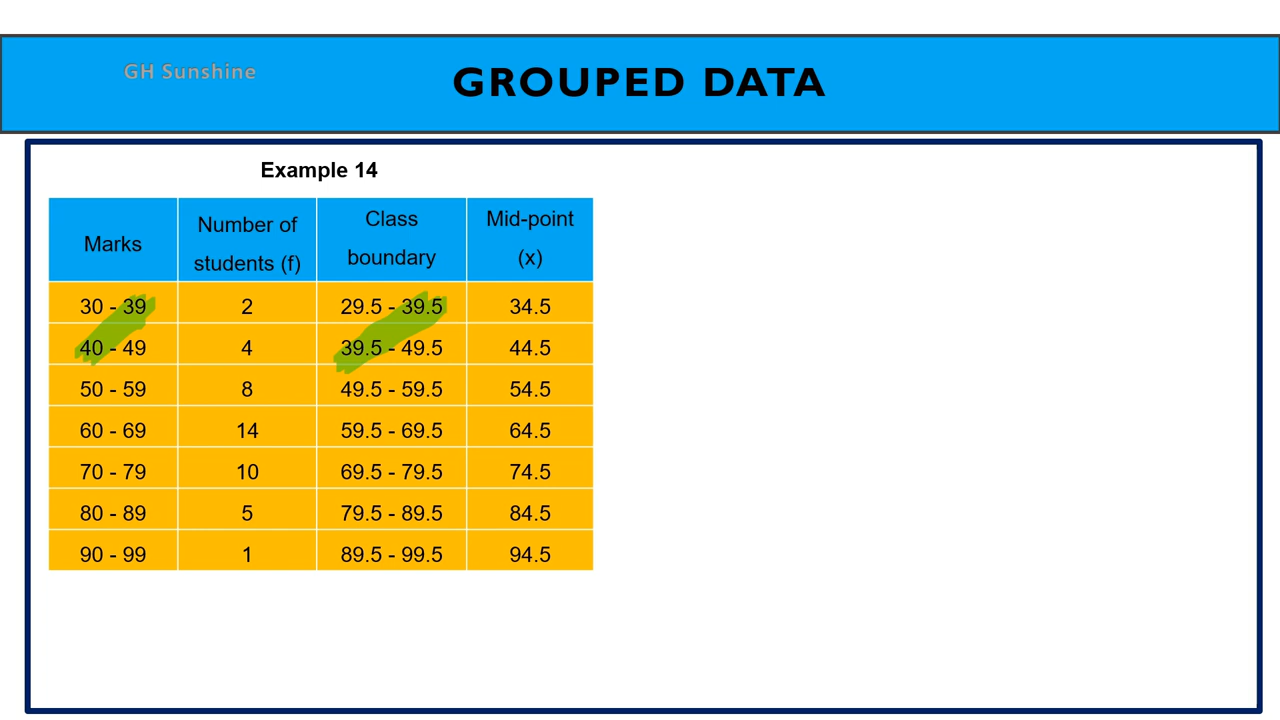 GH Sunshine
GROUPED DATA
Example 14
Marks Number of students (f) Class boundary Mid-point (x)
30 - 39 2 29.5 - 39.5 34.5
40 - 49 4 39.5 - 49.5 44.5
50 - 59 8 49.5 - 59.5 54.5
60 - 69 14 59.5 - 69.5 64.5
70 - 79 10 69.5 - 79.5 74.5
80 - 89 5 79.5 - 89.5 84.5
90 - 99 1 89.5 - 99.5 94.5